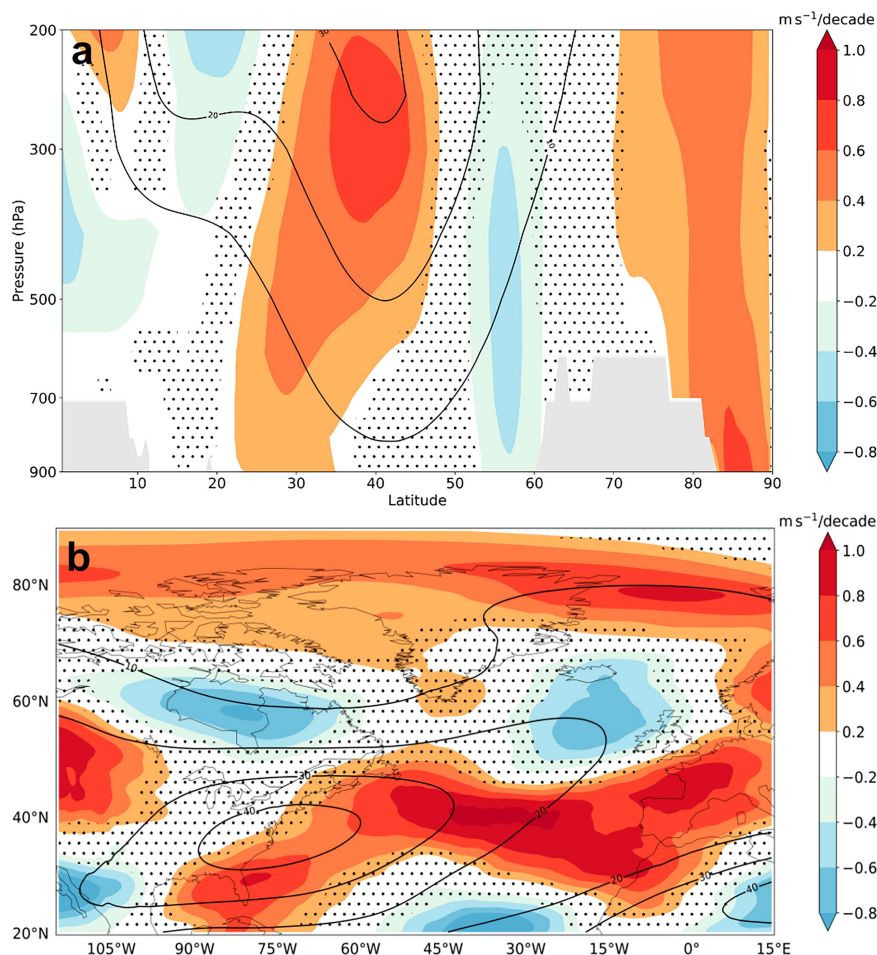 m s⁻¹/decade
a
200
300
500
700
900
Pressure (hPa)
30
20
10
10 20 30 40 50 60 70 80 90
Latitude
1.0
0.8
0.6
0.4
0.2
−0.2
−0.4
−0.6
−0.8
m s⁻¹/decade
b
80°N
60°N
40°N
20°N
10
30
40
20
20
30
40
105°W 90°W 75°W 60°W 45°W 30°W 15°W 0° 15°E
1.0
0.8
0.6
0.4
0.2
−0.2
−0.4
−0.6
−0.8